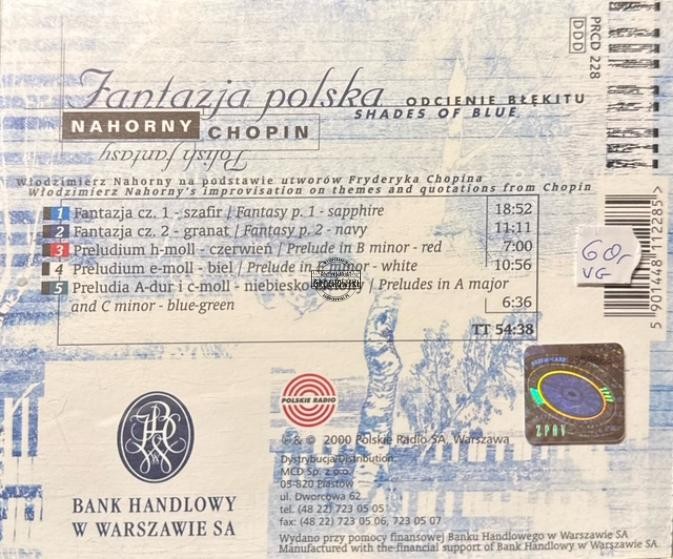 PRCD 228
DDD
Fantazja polska ODCIENIE BŁĘKITU
SHADES OF BLUE
NAHORNY CHOPIN
Polish fantasy
Włodzimierz Nahorny na podstawie utworów Fryderyka Chopina
Włodzimierz Nahorny's improvisation on themes and quotations from Chopin
1 Fantazja cz. 1 - szafir / Fantasy p. 1 - sapphire 18:52
2 Fantazja cz. 2 - granat / Fantasy p. 2 - navy 11:11
3 Preludium h-moll - czerwień / Prelude in B minor - red 7:00
4 Preludium e-moll - biel / Prelude in E minor - white 10:56
5 Preludia A-dur i c-moll - niebiesko / Preludes in A major
and C minor - blue-green 6:36
TT 54:38
60,-
VG
5 901448 112285 >
POLSKIE RADIO
ZPAV
℗ & © 2000 Polskie Radio SA, Warszawa
Dystrybucja/Distribution
MCD Sp. z o.o.
05-820 Piastów
ul. Dworcowa 62
tel. (48 22) 723 05 05
fax: (48 22) 723 05 06, 723 05 07
BANK HANDLOWY
W WARSZAWIE SA
Wydano przy pomocy finansowej Banku Handlowego w Warszawie SA
Manufactured with the financial support of Bank Handlowy w Warszawie SA.